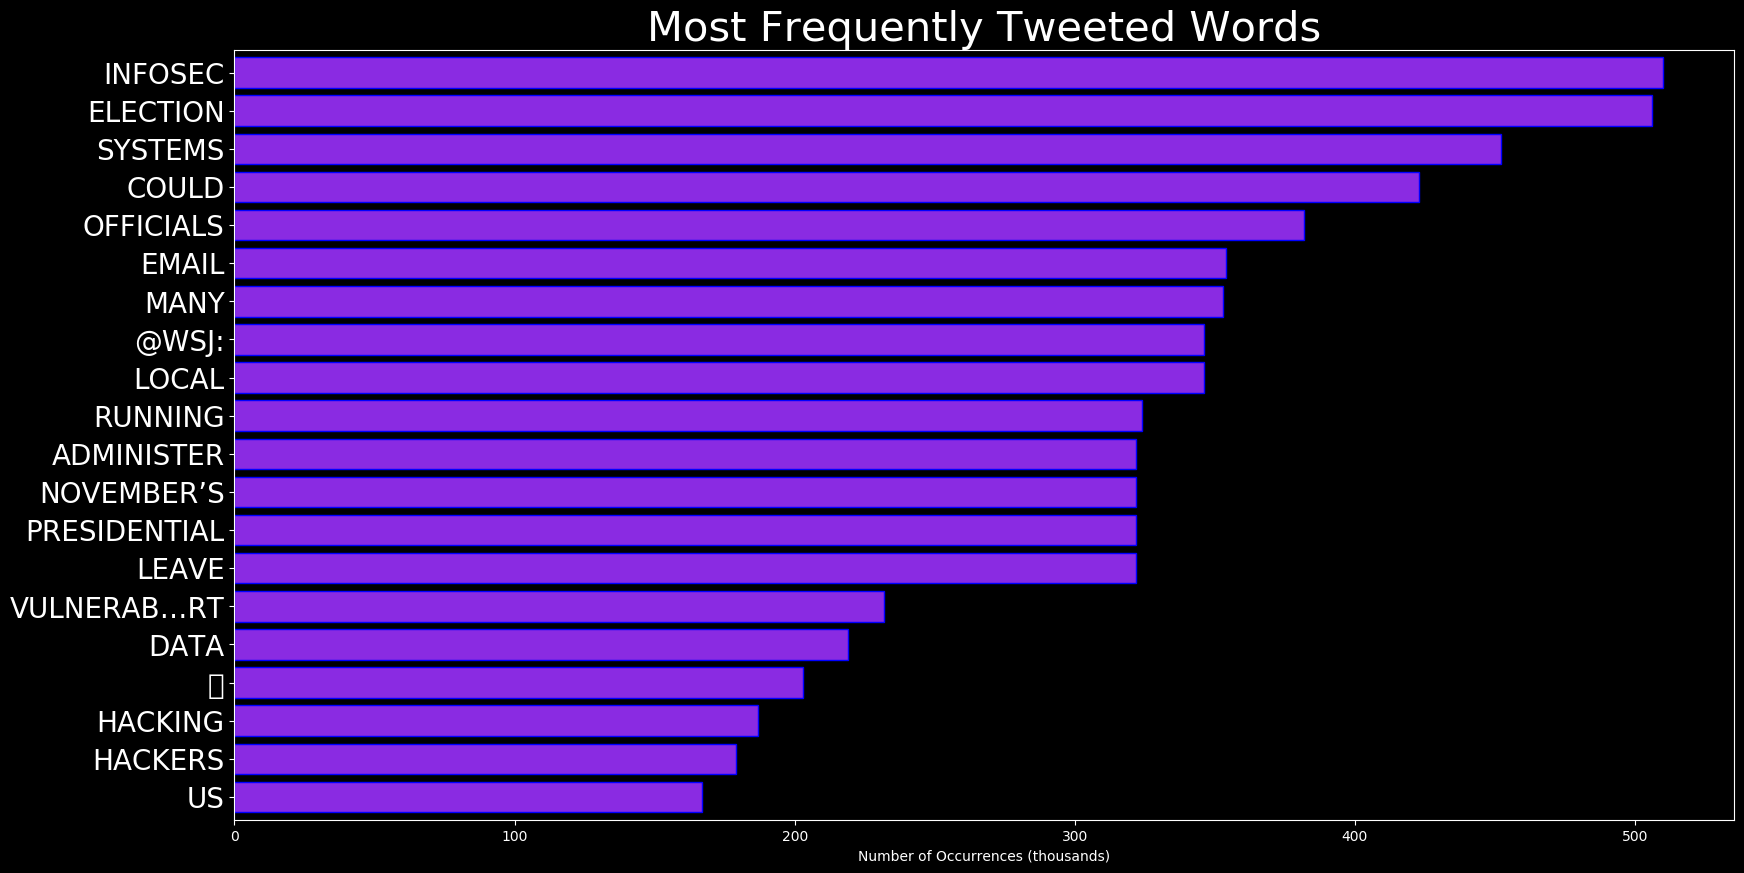 Most Frequently Tweeted Words
INFOSEC
ELECTION
SYSTEMS
COULD
OFFICIALS
EMAIL
MANY
@WSJ:
LOCAL
RUNNING
ADMINISTER
NOVEMBER’S
PRESIDENTIAL
LEAVE
VULNERAB…RT
DATA
HACKING
HACKERS
US
0 100 200 300 400 500
Number of Occurrences (thousands)